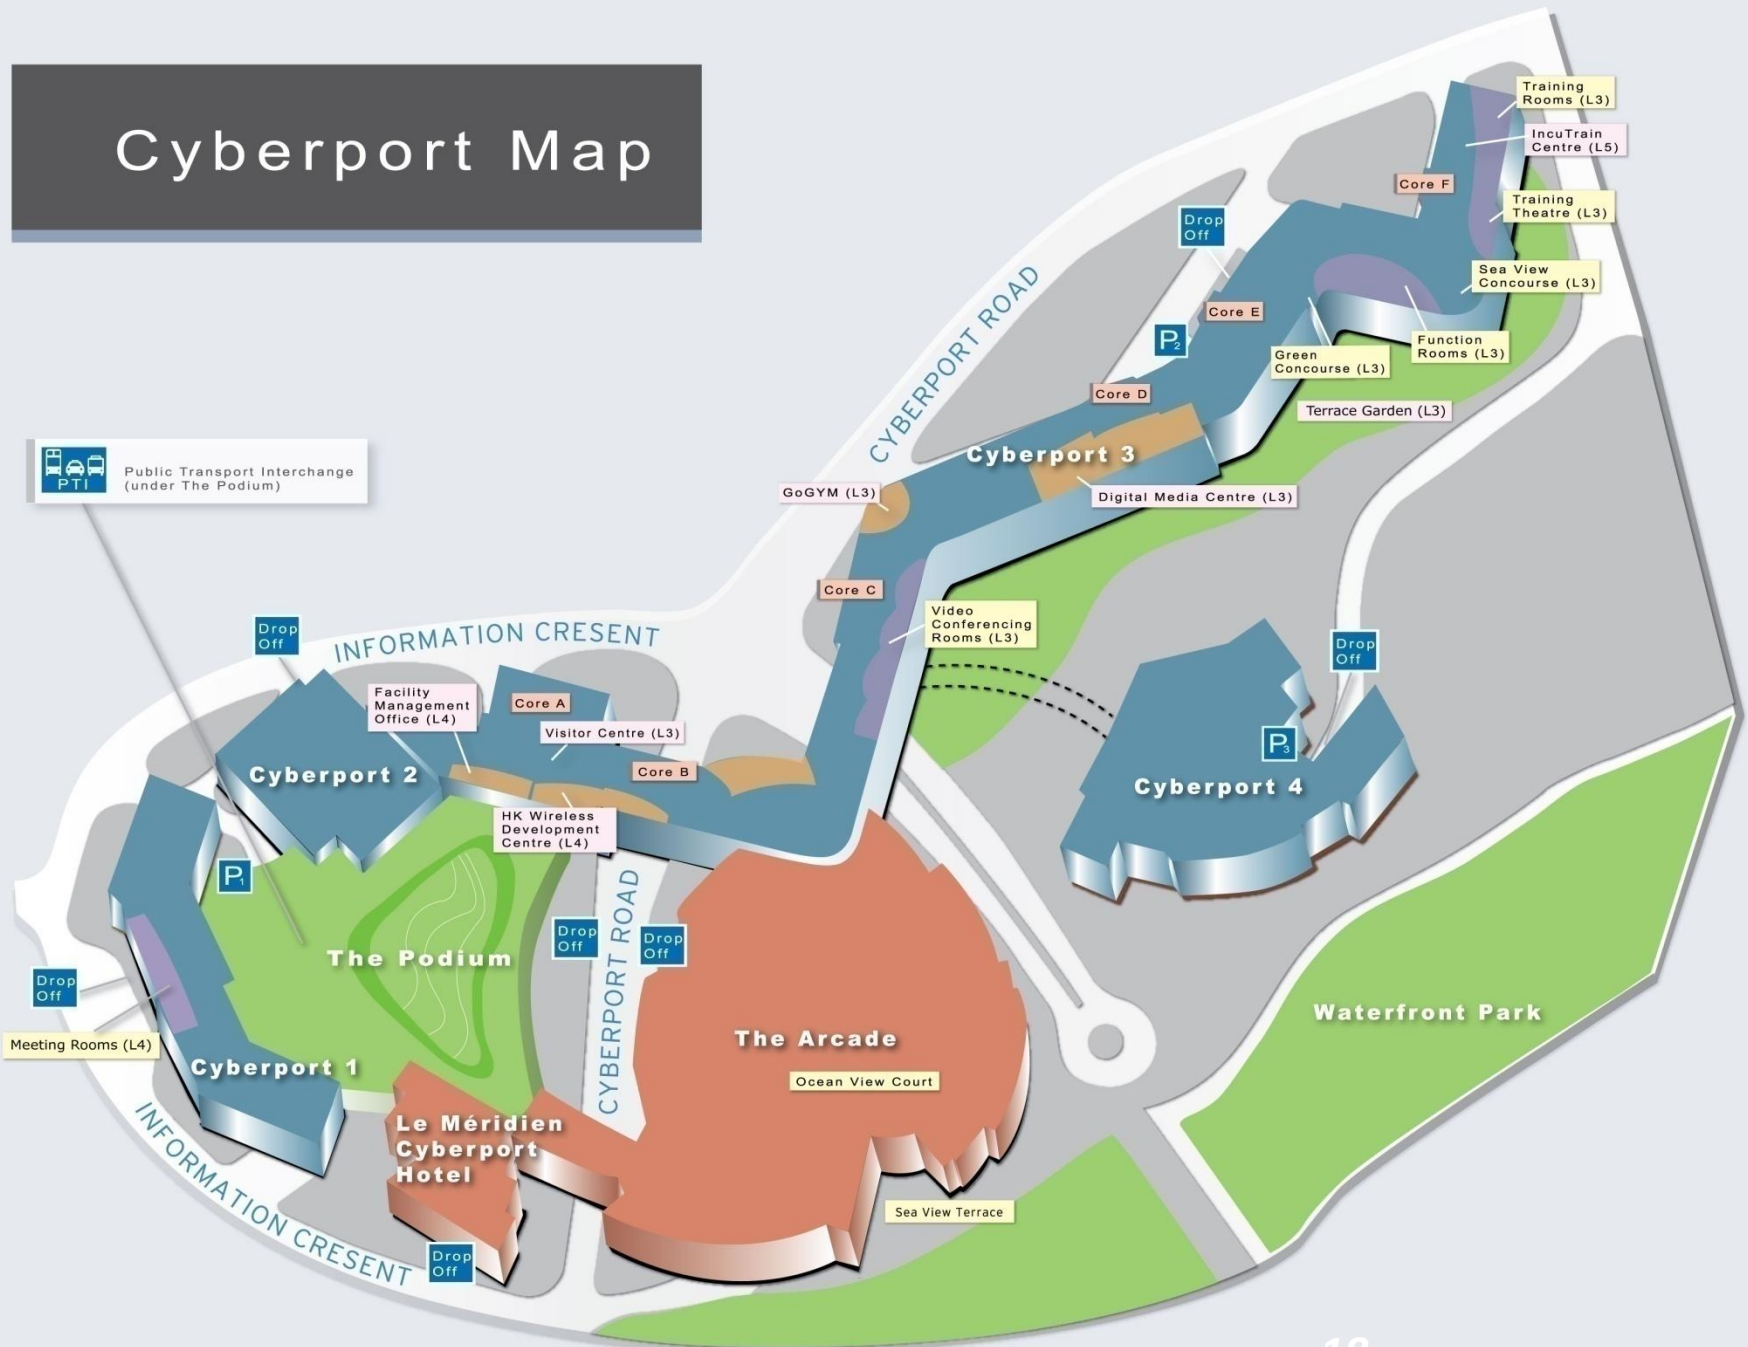 Cyberport Map
Training
Rooms (L3)
IncuTrain
Centre (L5)
Core F
Training
Theatre (L3)
Drop
Off
Sea View
Concourse (L3)
CYBERPORT ROAD
Core E
P2
Function
Rooms (L3)
Green
Concourse (L3)
Core D
Terrace Garden (L3)
Cyberport 3
PTI
Public Transport Interchange
(under The Podium)
GoGYM (L3)
Digital Media Centre (L3)
Core C
Video
Conferencing
Rooms (L3)
Drop
Off
INFORMATION CRESENT
Drop
Off
Facility
Management
Office (L4)
Core A
Visitor Centre (L3)
P3
Cyberport 2
Core B
Cyberport 4
HK Wireless
Development
Centre (L4)
P1
CYBERPORT ROAD
Drop
Off
Drop
Off
The Podium
Drop
Off
Waterfront Park
The Arcade
Meeting Rooms (L4)
Cyberport 1
Ocean View Court
Le Méridien
Cyberport
Hotel
INFORMATION CRESENT
Sea View Terrace
Drop
Off